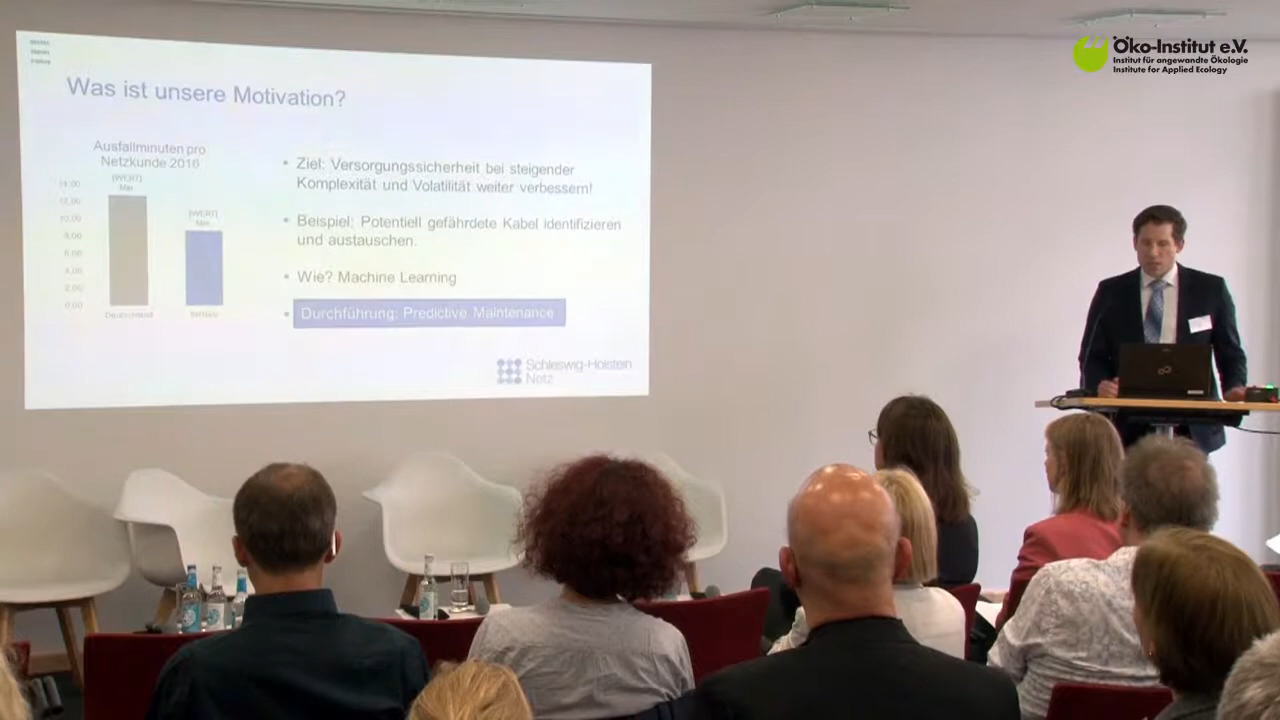 Öko-Institut e.V.
Institut für angewandte Ökologie
Institute for Applied Ecology
Was ist unsere Motivation?
Ausfallminuten pro
Netzkunde 2016
[WERT]
Min.
[WERT]
Min.
14,00
12,00
10,00
8,00
6,00
4,00
2,00
0,00
Deutschland
• Ziel: Versorgungssicherheit bei steigender
Komplexität und Volatilität weiter verbessern!
• Beispiel: Potentiell gefährdete Kabel identifizieren
und austauschen.
• Wie? Machine Learning
• Durchführung: Predictive Maintenance
Schleswig-Holstein
Netz